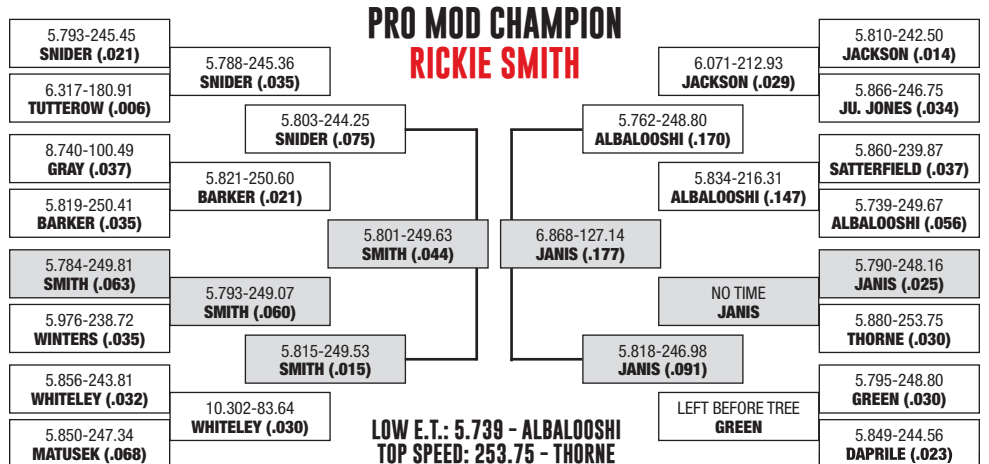 PRO MOD CHAMPION
RICKIE SMITH
5.793-245.45
SNIDER (.021)
6.317-180.91
TUTTEROW (.006)
8.740-100.49
GRAY (.037)
5.819-250.41
BARKER (.035)
5.784-249.81
SMITH (.063)
5.976-238.72
WINTERS (.035)
5.856-243.81
WHITELEY (.032)
5.850-247.34
MATUSEK (.068)
5.788-245.36
SNIDER (.035)
5.821-250.60
BARKER (.021)
5.793-249.07
SMITH (.060)
10.302-83.64
WHITELEY (.030)
5.803-244.25
SNIDER (.075)
5.815-249.53
SMITH (.015)
5.801-249.63
SMITH (.044)
6.868-127.14
JANIS (.177)
5.762-248.80
ALBALOOSHI (.170)
5.818-246.98
JANIS (.091)
6.071-212.93
JACKSON (.029)
5.834-216.31
ALBALOOSHI (.147)
NO TIME
JANIS
LEFT BEFORE TREE
GREEN
5.810-242.50
JACKSON (.014)
5.866-246.75
JU. JONES (.034)
5.860-239.87
SATTERFIELD (.037)
5.739-249.67
ALBALOOSHI (.056)
5.790-248.16
JANIS (.025)
5.880-253.75
THORNE (.030)
5.795-248.80
GREEN (.030)
5.849-244.56
DAPRILE (.023)
LOW E.T.: 5.739 - ALBALOOSHI
TOP SPEED: 253.75 - THORNE